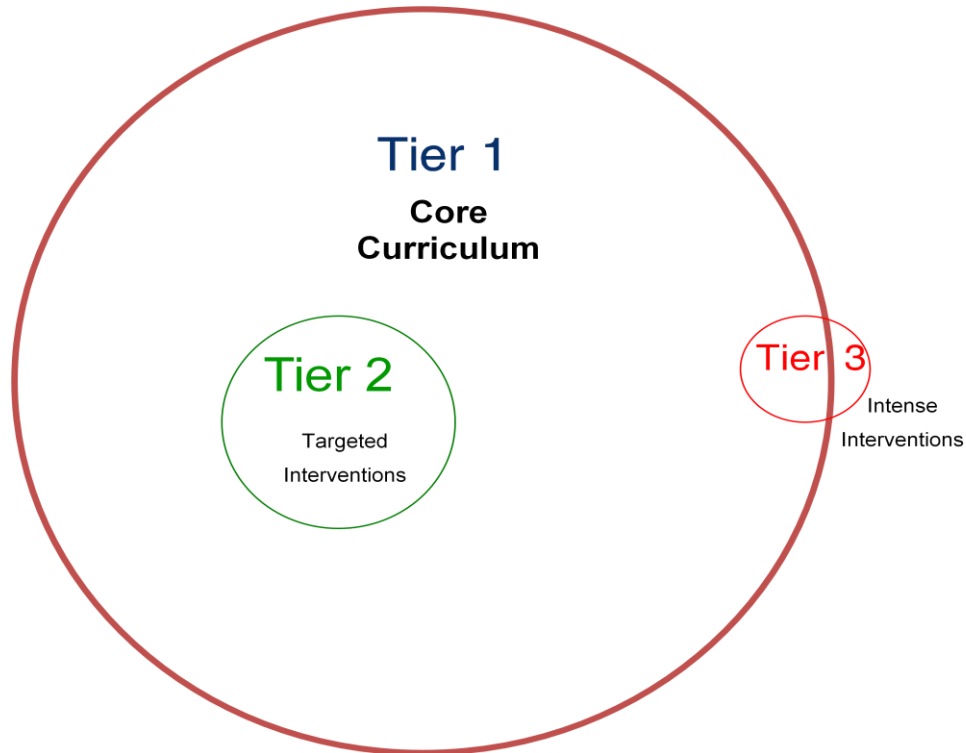 Tier 1
Core
Curriculum
Tier 2
Targeted
Interventions
Tier 3
Intense
Interventions